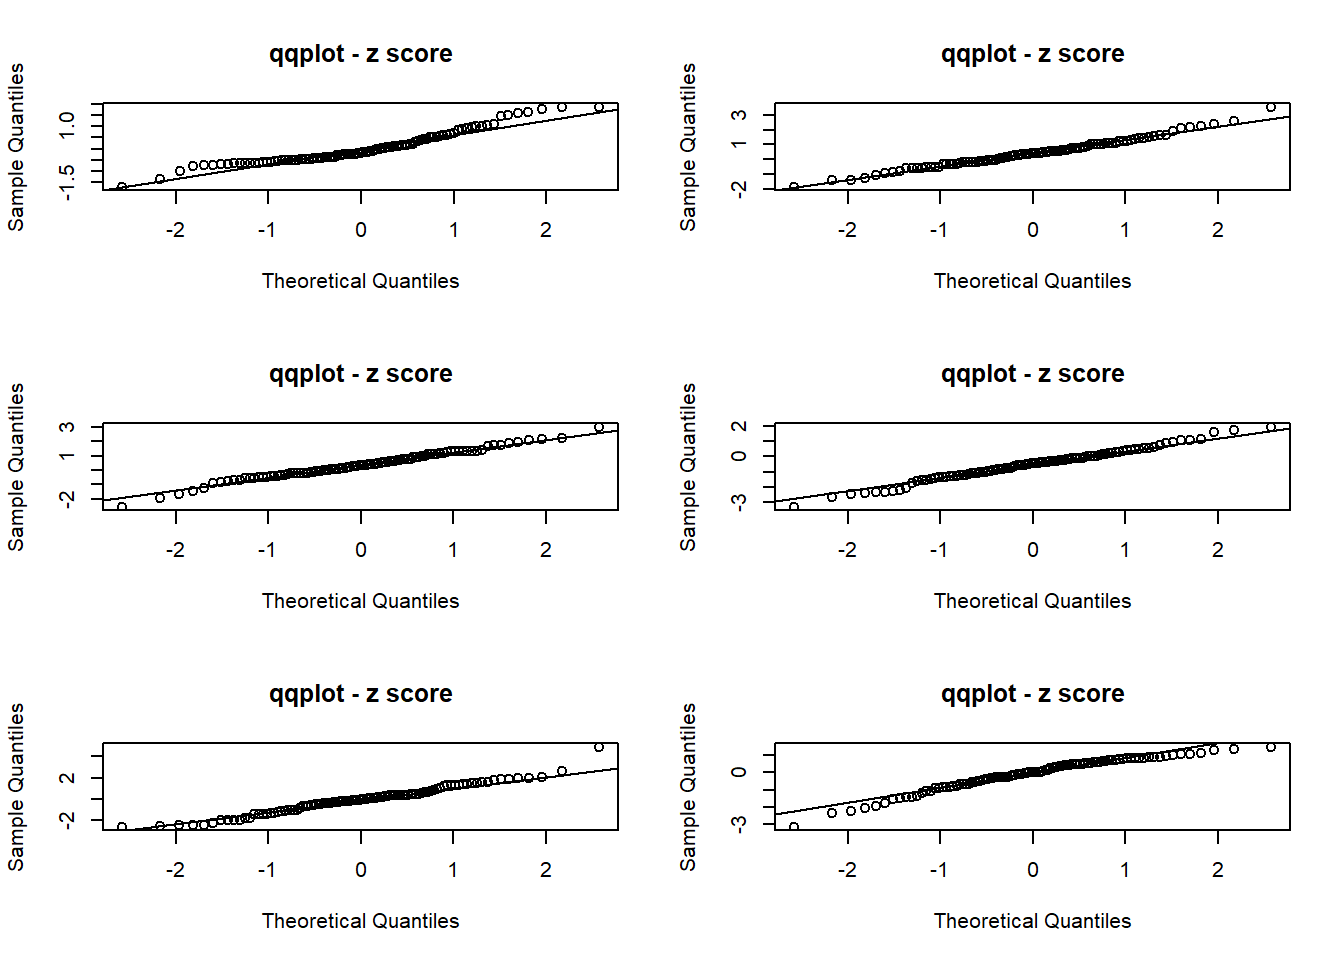 qqplot - z score
Sample Quantiles
1.0
-1.5
-2 -1 0 1 2
Theoretical Quantiles
qqplot - z score
Sample Quantiles
3
1
-2
-2 -1 0 1 2
Theoretical Quantiles
qqplot - z score
Sample Quantiles
3
1
-2
-2 -1 0 1 2
Theoretical Quantiles
qqplot - z score
Sample Quantiles
2
0
-3
-2 -1 0 1 2
Theoretical Quantiles
qqplot - z score
Sample Quantiles
2
-2
-2 -1 0 1 2
Theoretical Quantiles
qqplot - z score
Sample Quantiles
0
-3
-2 -1 0 1 2
Theoretical Quantiles